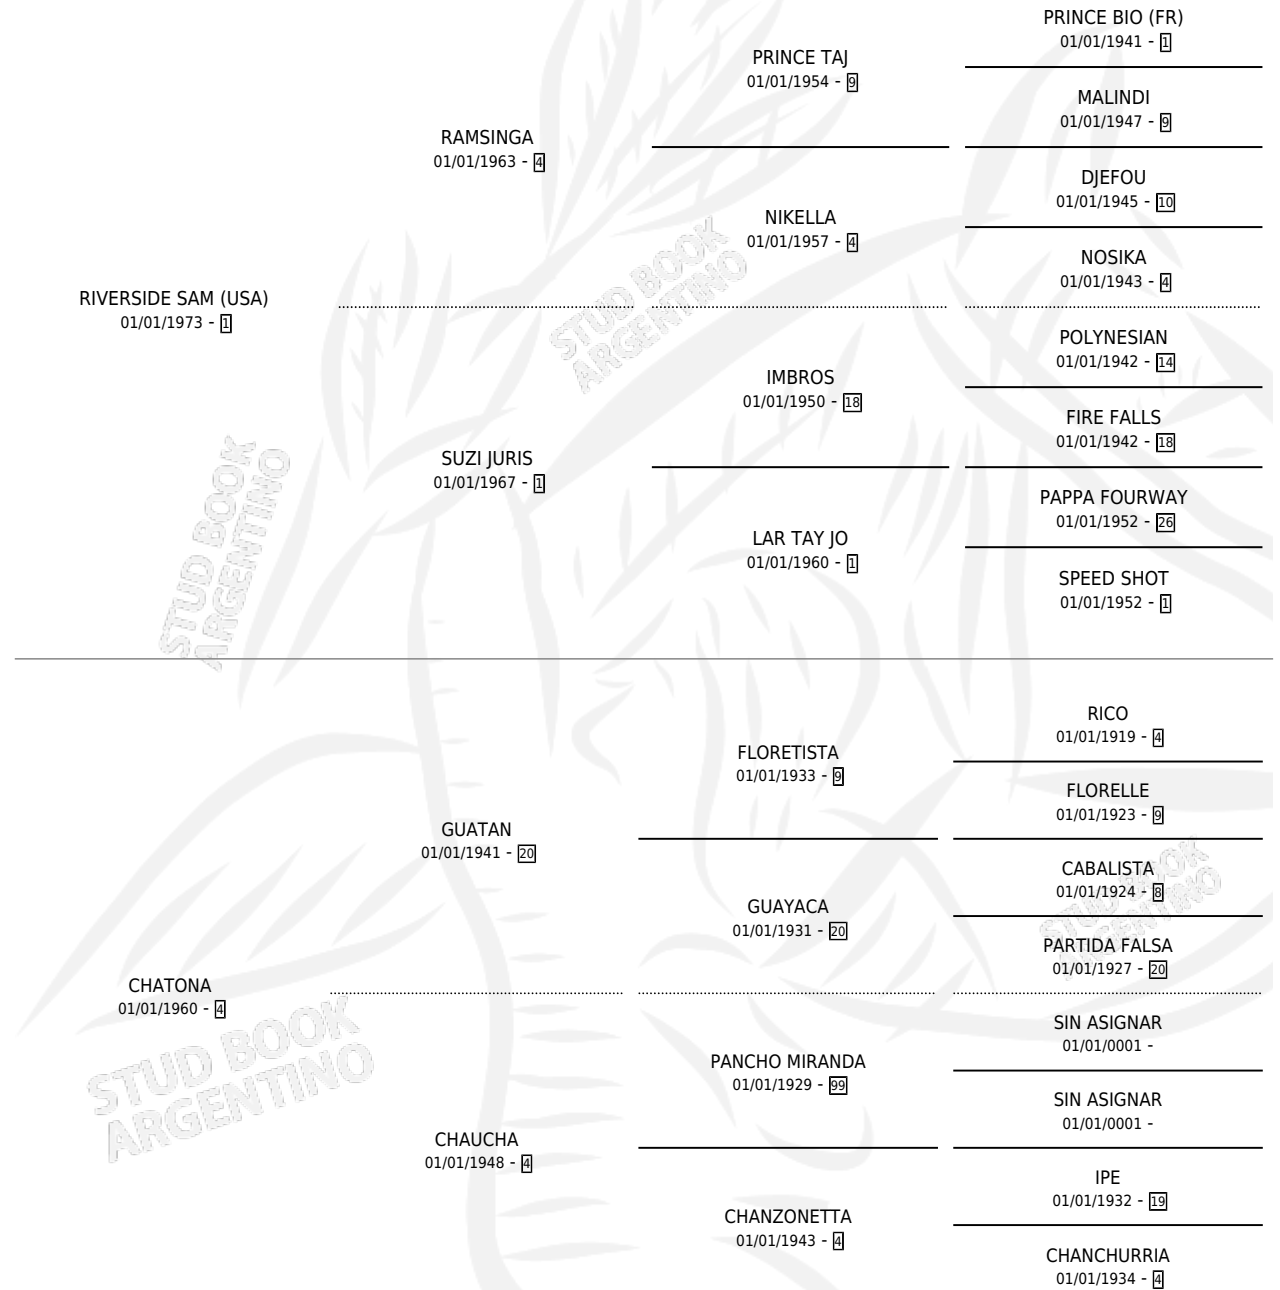 PRINCE BIO (FR)
01/01/1941 - 1
PRINCE TAJ
01/01/1954 - 9
MALINDI
01/01/1947 - 9
RAMSINGA
01/01/1963 - 4
DJEFOU
01/01/1945 - 10
NIKELLA
01/01/1957 - 4
NOSIKA
01/01/1943 - 4
RIVERSIDE SAM (USA)
01/01/1973 - 1
POLYNESIAN
01/01/1942 - 14
IMBROS
01/01/1950 - 18
FIRE FALLS
01/01/1942 - 18
SUZI JURIS
01/01/1967 - 1
PAPPA FOURWAY
01/01/1952 - 26
LAR TAY JO
01/01/1960 - 1
SPEED SHOT
01/01/1952 - 1
RICO
01/01/1919 - 4
FLORETISTA
01/01/1933 - 9
FLORELLE
01/01/1923 - 9
GUATAN
01/01/1941 - 20
CABALISTA
01/01/1924 - 8
GUAYACA
01/01/1931 - 20
PARTIDA FALSA
01/01/1927 - 20
CHATONA
01/01/1960 - 4
SIN ASIGNAR
01/01/0001 -
PANCHO MIRANDA
01/01/1929 - 99
SIN ASIGNAR
01/01/0001 -
CHAUCHA
01/01/1948 - 4
IPE
01/01/1932 - 19
CHANZONETTA
01/01/1943 - 4
CHANCHURRIA
01/01/1934 - 4
STUD BOOK
ARGENTINO
STUD BOOK
ARGENTINO
STUD BOOK
ARGENTINO
STUD BOOK
ARGENTINO